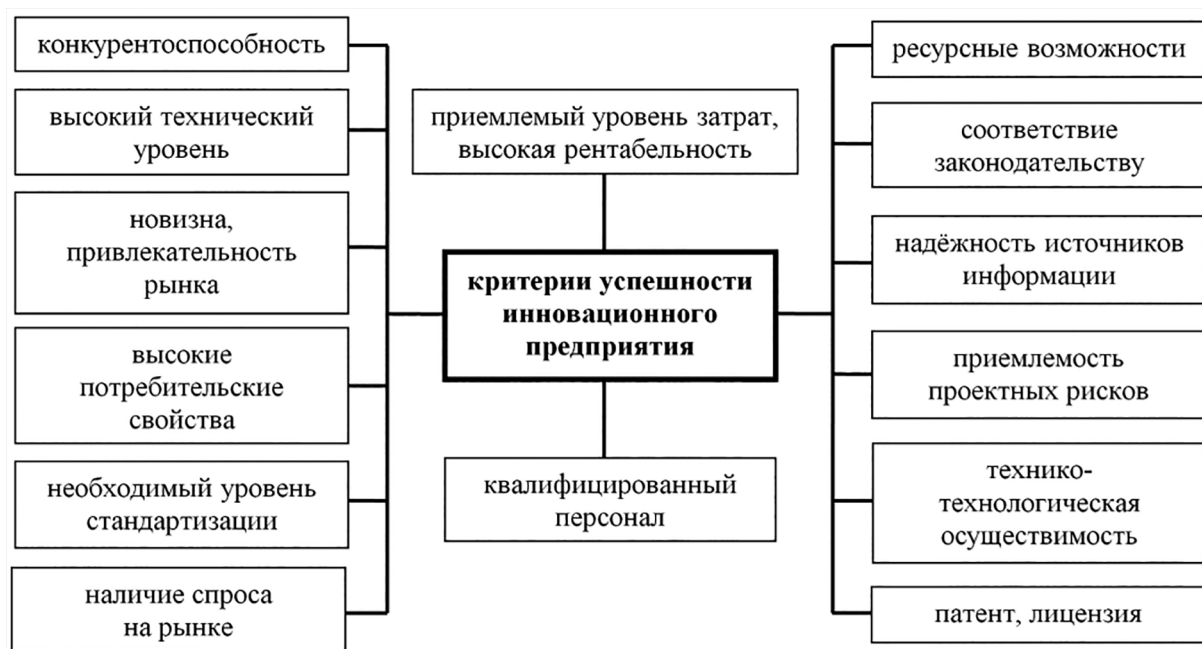 конкурентоспособность
высокий технический
уровень
новизна,
привлекательность
рынка
высокие
потребительские
свойства
необходимый уровень
стандартизации
наличие спроса
на рынке
приемлемый уровень затрат,
высокая рентабельность
критерии успешности
инновационного
предприятия
квалифицированный
персонал
ресурсные возможности
соответствие
законодательству
надёжность источников
информации
приемлемость
проектных рисков
технико-
технологическая
осуществимость
патент, лицензия